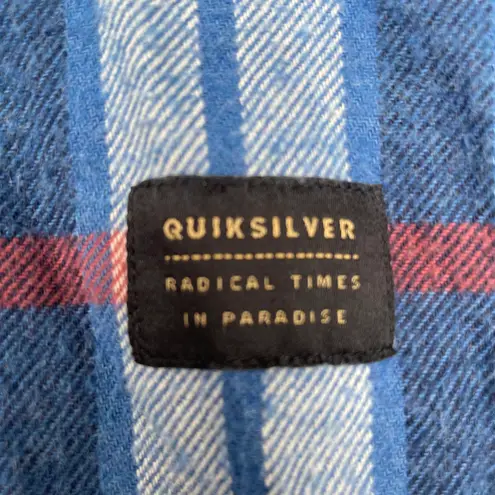 QUIKSILVER
RADICAL TIMES
IN PARADISE